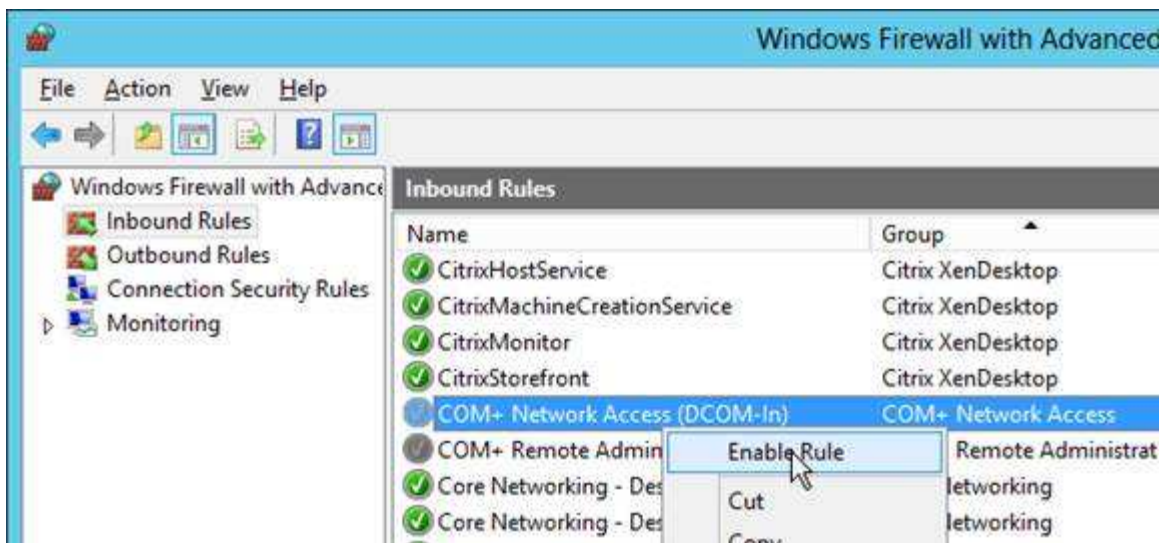 Windows Firewall with Advanced
File Action View Help
Windows Firewall with Advance
Inbound Rules
Outbound Rules
Connection Security Rules
Monitoring
Inbound Rules
Name Group
CitrixHostService Citrix XenDesktop
CitrixMachineCreationService Citrix XenDesktop
CitrixMonitor Citrix XenDesktop
CitrixStorefront Citrix XenDesktop
COM+ Network Access (DCOM-In) COM+ Network Access
COM+ Remote Admin Remote Administrat
Enable Rule
Core Networking - Des letworking
Cut
Core Networking - Des letworking
Copy